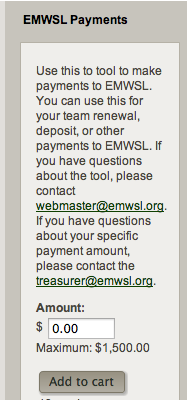 EMWSL Payments
Use this to tool to make
payments to EMWSL.
You can use this for
your team renewal,
deposit, or other
payments to EMWSL. If
you have questions
about the tool, please
contact
webmaster@emwsl.org.
If you have questions
about your specific
payment amount,
please contact the
treasurer@emwsl.org.
Amount:
$ 0.00
Maximum: $1,500.00
Add to cart